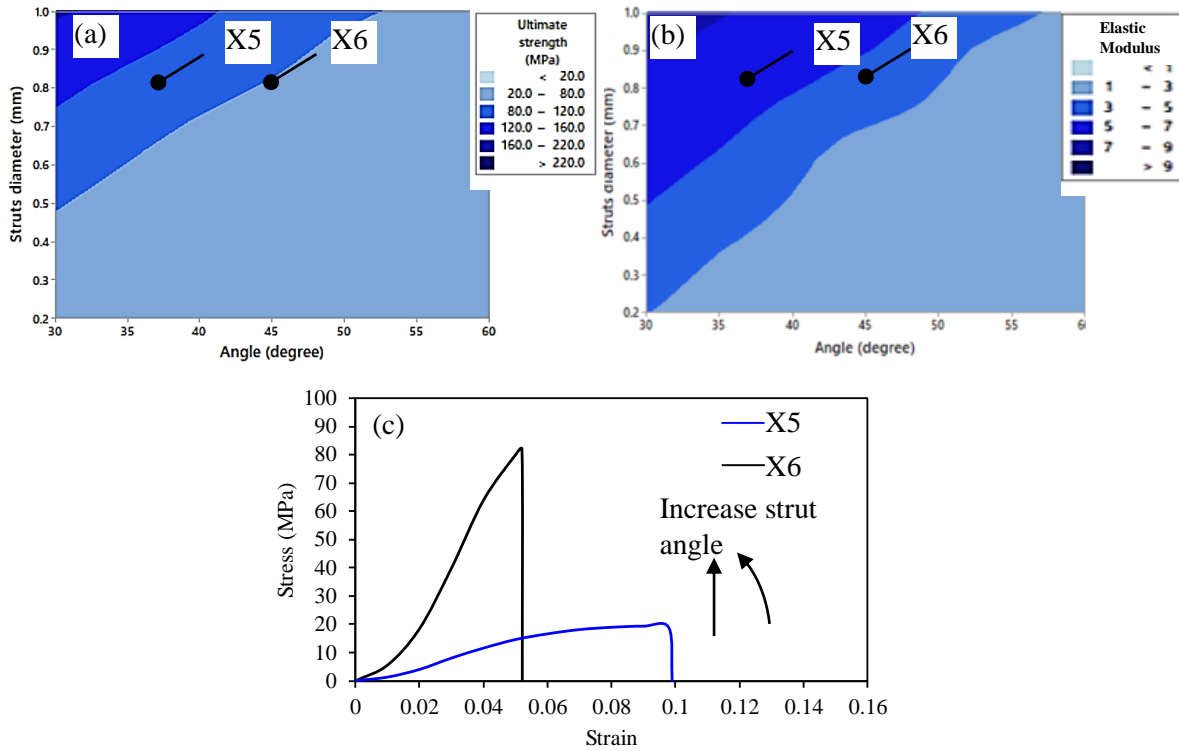 (a)
X5
X6
1.0
0.9
0.8
0.7
0.6
0.5
0.4
0.3
0.2
Struts diameter (mm)
30
35
40
45
50
55
60
Angle (degree)
Ultimate
strength
(MPa)
< 20.0
20.0 – 80.0
80.0 – 120.0
120.0 – 160.0
160.0 – 220.0
> 220.0
(b)
X5
X6
1.0
0.9
0.8
0.7
0.6
0.5
0.4
0.3
0.2
Struts diameter (mm)
30
35
40
45
50
55
Angle (degree)
Elastic
Modulus
< 1
1 – 3
3 – 5
5 – 7
7 – 9
> 9
(c)
100
90
80
70
60
50
40
30
20
10
0
Stress (MPa)
0
0.02
0.04
0.06
0.08
0.1
0.12
0.14
0.16
Strain
X5
X6
Increase strut
angle